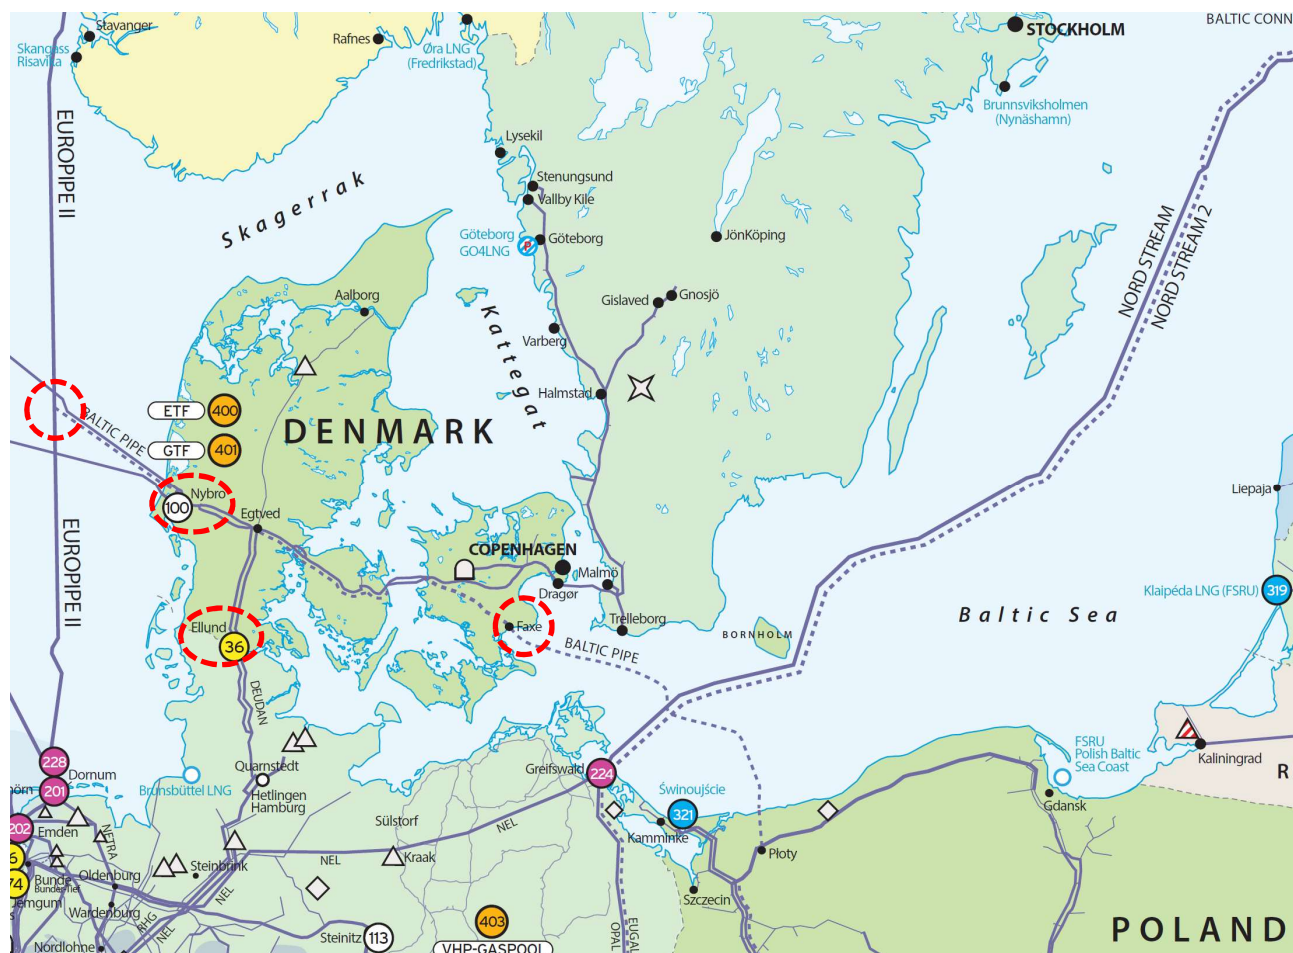 BALTIC CONN
Stavanger
STOCKHOLM
Rafnes
Skangass
Risavika
Øra LNG
(Fredrikstad)
Brunnsviksholmen
(Nynäshamn)
EUROPIPE II
Lysekil
Stenungsund
Vallby Kile
Skagerrak
NORD STREAM
NORD STREAM 2
Göteborg
GO4LNG
P
Göteborg
JönKöping
Aalborg
Gislaved
Gnosjö
Kattegat
Varberg
Halmstad
ETF
400
BALTIC PIPE
DENMARK
GTF
401
Nybro
100
Liepaja
Egtved
EUROPIPE II
COPENHAGEN
Malmö
Dragør
Klaipéda LNG (FSRU)
319
Baltic Sea
Ellund
36
Faxe
Trelleborg
BORNHOLM
BALTIC PIPE
DEUDAN
228
Dornum
201
Brunsbüttel LNG
Quarnstedt
Hetlingen
Hamburg
Greifswald
224
FSRU
Polish Baltic
Sea Coast
Kaliningrad
R
Świnoujście
321
Gdansk
örn
202
Emden
NETRA
Sülstorf
NEL
Kamminke
6
Kraak
NEL
Płoty
Bunde
Bunder-Tief
Oldenburg
Steinbrink
74
Jemgum
Wardenburg
RHG
NEL
NEL
Szczecin
403
VHP-GASPOOL
Steinitz
113
OPAL
EUGAL
POLAND
s
Nordlohne